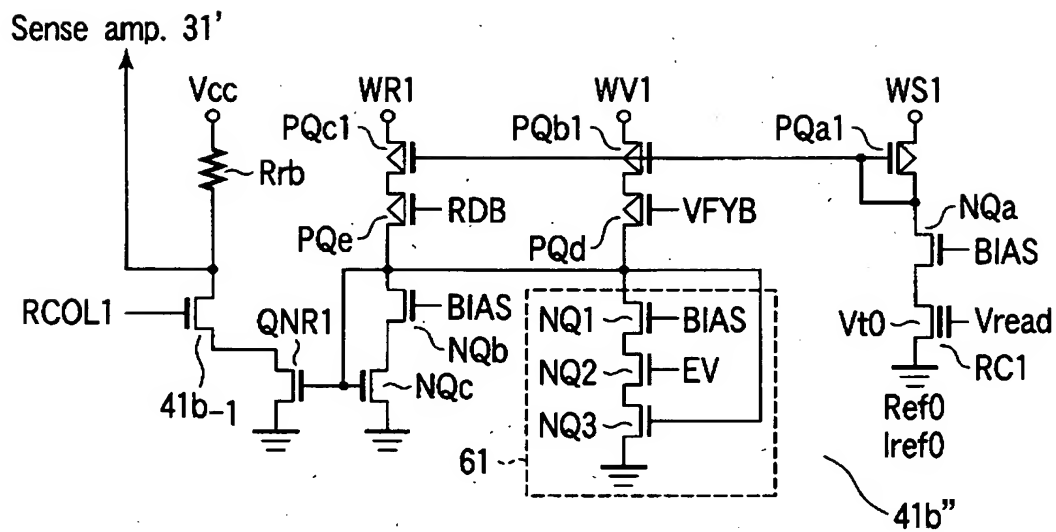 Sense amp. 31'
Vcc
WR1
WV1
WS1
PQc1
PQb1
PQa1
Rrb
RDB
VFYB
NQa
PQe
PQd
BIAS
RCOL1
QNR1
BIAS
NQ1
BIAS
Vt0
Vread
NQb
41b-1
NQc
NQ2
EV
RC1
NQ3
Ref0
Iref0
61
41b"